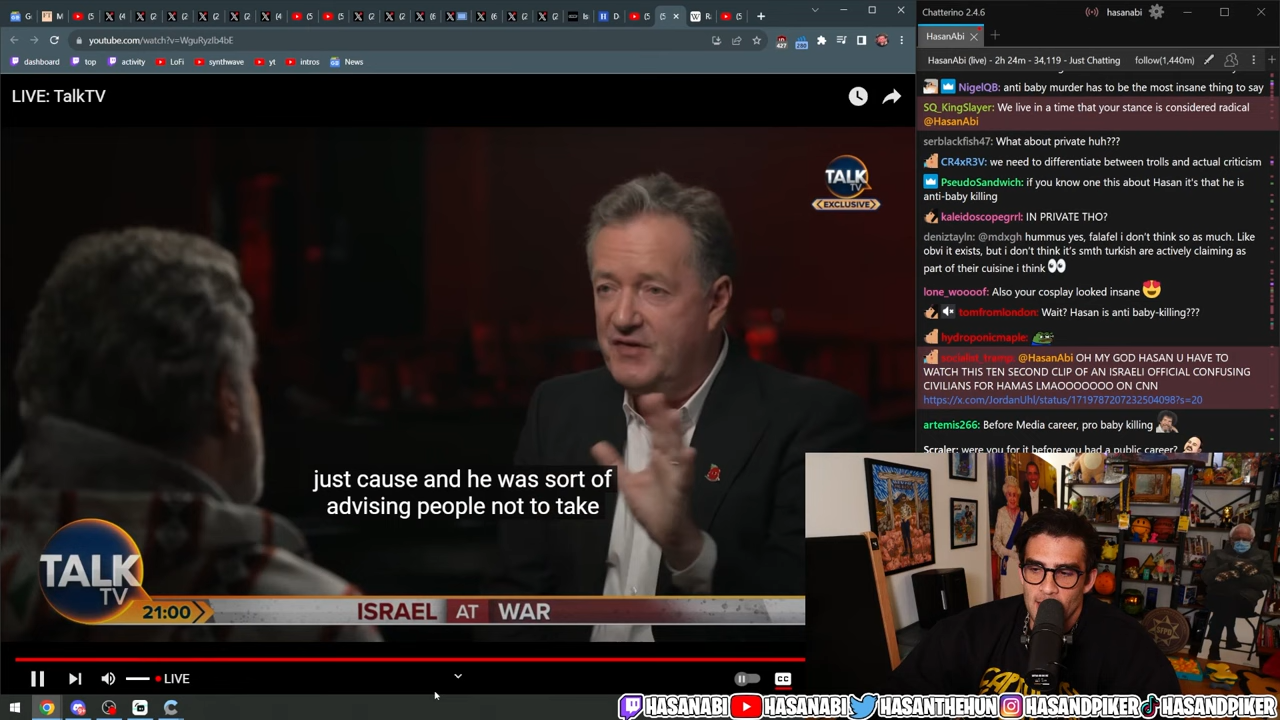 Chatterino 2.4.6
hasanabi
youtube.com/watch?v=WguRyzIb4bE
427
280
HasanAbi
dashboard
top
activity
LoFi
synthwave
yt
intros
News
HasanAbi (live) - 2h 24m - 34,119 - Just Chatting
follow(1,440m)
LIVE: TalkTV
NigelQB: anti baby murder has to be the most insane thing to say
SQ_KingSlayer: We live in a time that your stance is considered radical
@HasanAbi
serblackfish47: What about private huh???
CR4xR3V: we need to differentiate between trolls and actual criticism
PseudoSandwich: if you know one this about Hasan it's that he is
anti-baby killing
kaleidoscopegrrl: IN PRIVATE THO?
deniztayln: @mdxgh hummus yes, falafel i don't think so as much. Like
obvi it exists, but i don't think it's smth turkish are actively claiming as
part of their cuisine i think
lone_woooof: Also your cosplay looked insane
tomfromlondon: Wait? Hasan is anti baby-killing???
hydroponicmaple:
socialist_tramp: @HasanAbi OH MY GOD HASAN U HAVE TO
WATCH THIS TEN SECOND CLIP OF AN ISRAELI OFFICIAL CONFUSING
CIVILIANS FOR HAMAS LMAOOOOOOO ON CNN
https://x.com/JordanUhl/status/1719787207232504098?s=20
artemis266: Before Media career, pro baby killing
Scraler: were you for it before you had a public career?
TALK
TV
EXCLUSIVE
just cause and he was sort of
advising people not to take
TALK
TV
21:00
ISRAEL AT WAR
LIVE
CC
HASANABI
HASANABI
HASANTHEHUN
HASANDPIKER
HASANDPIKER